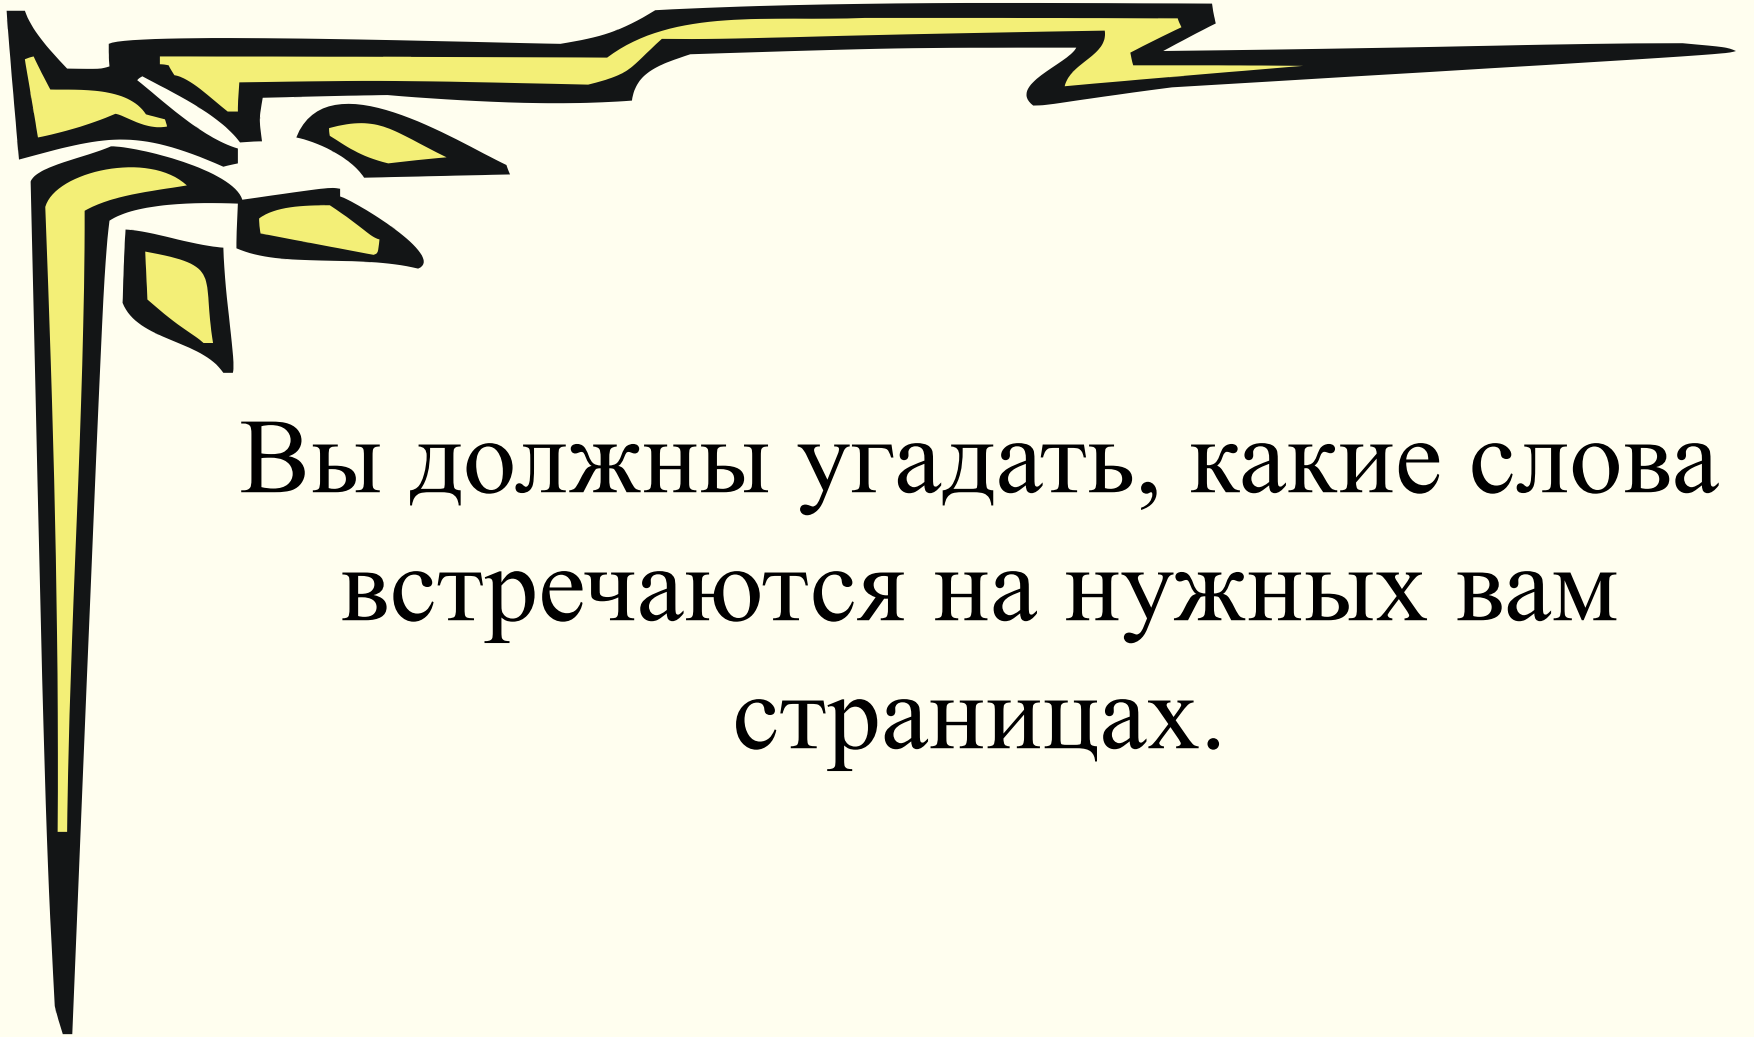 Вы должны угадать, какие слова
встречаются на нужных вам
страницах.